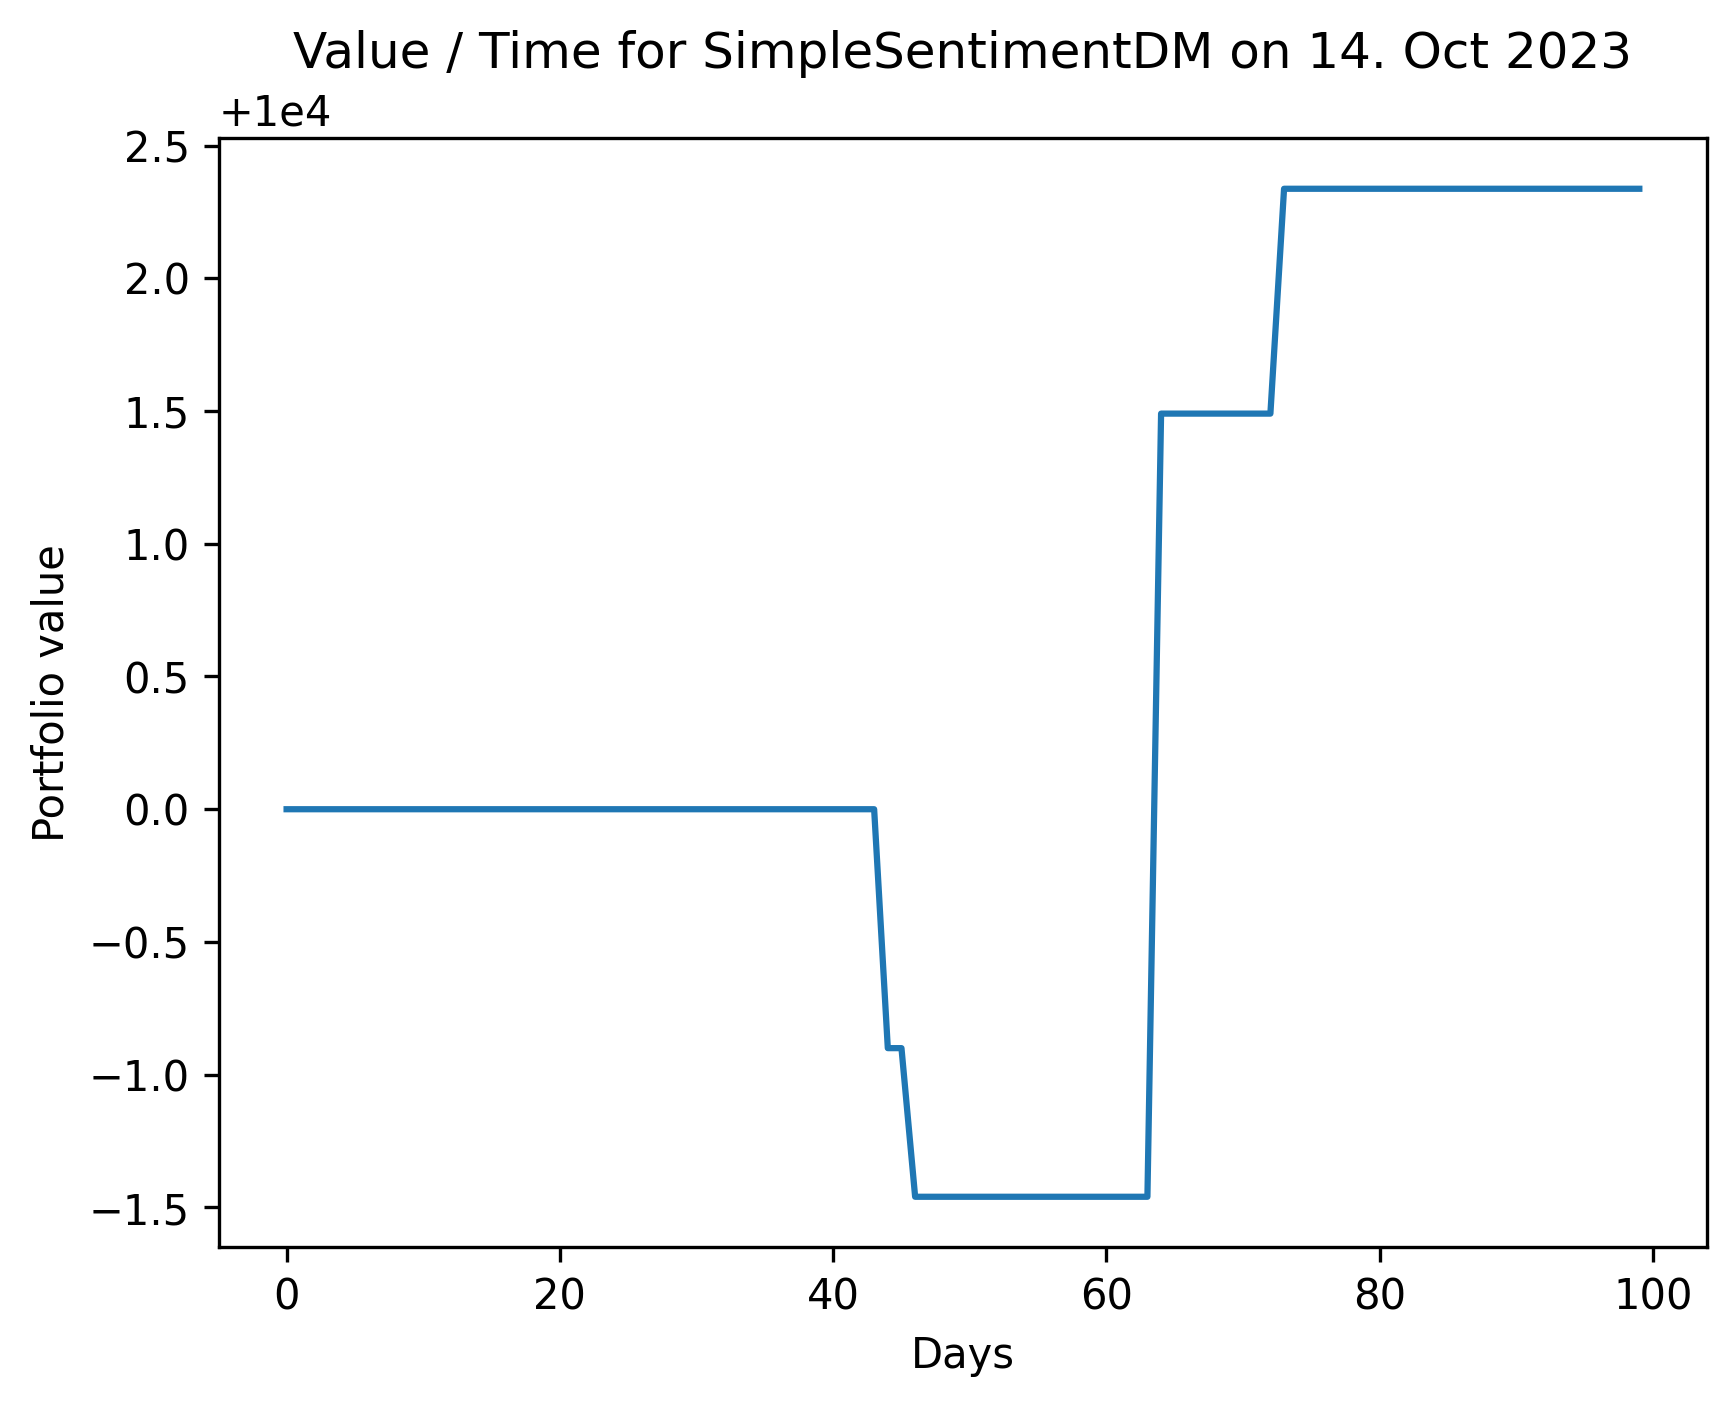 Value / Time for SimpleSentimentDM on 14. Oct 2023
+1e4
2.5
2.0
1.5
1.0
0.5
0.0
−0.5
−1.0
−1.5
Portfolio value
0 20 40 60 80 100
Days